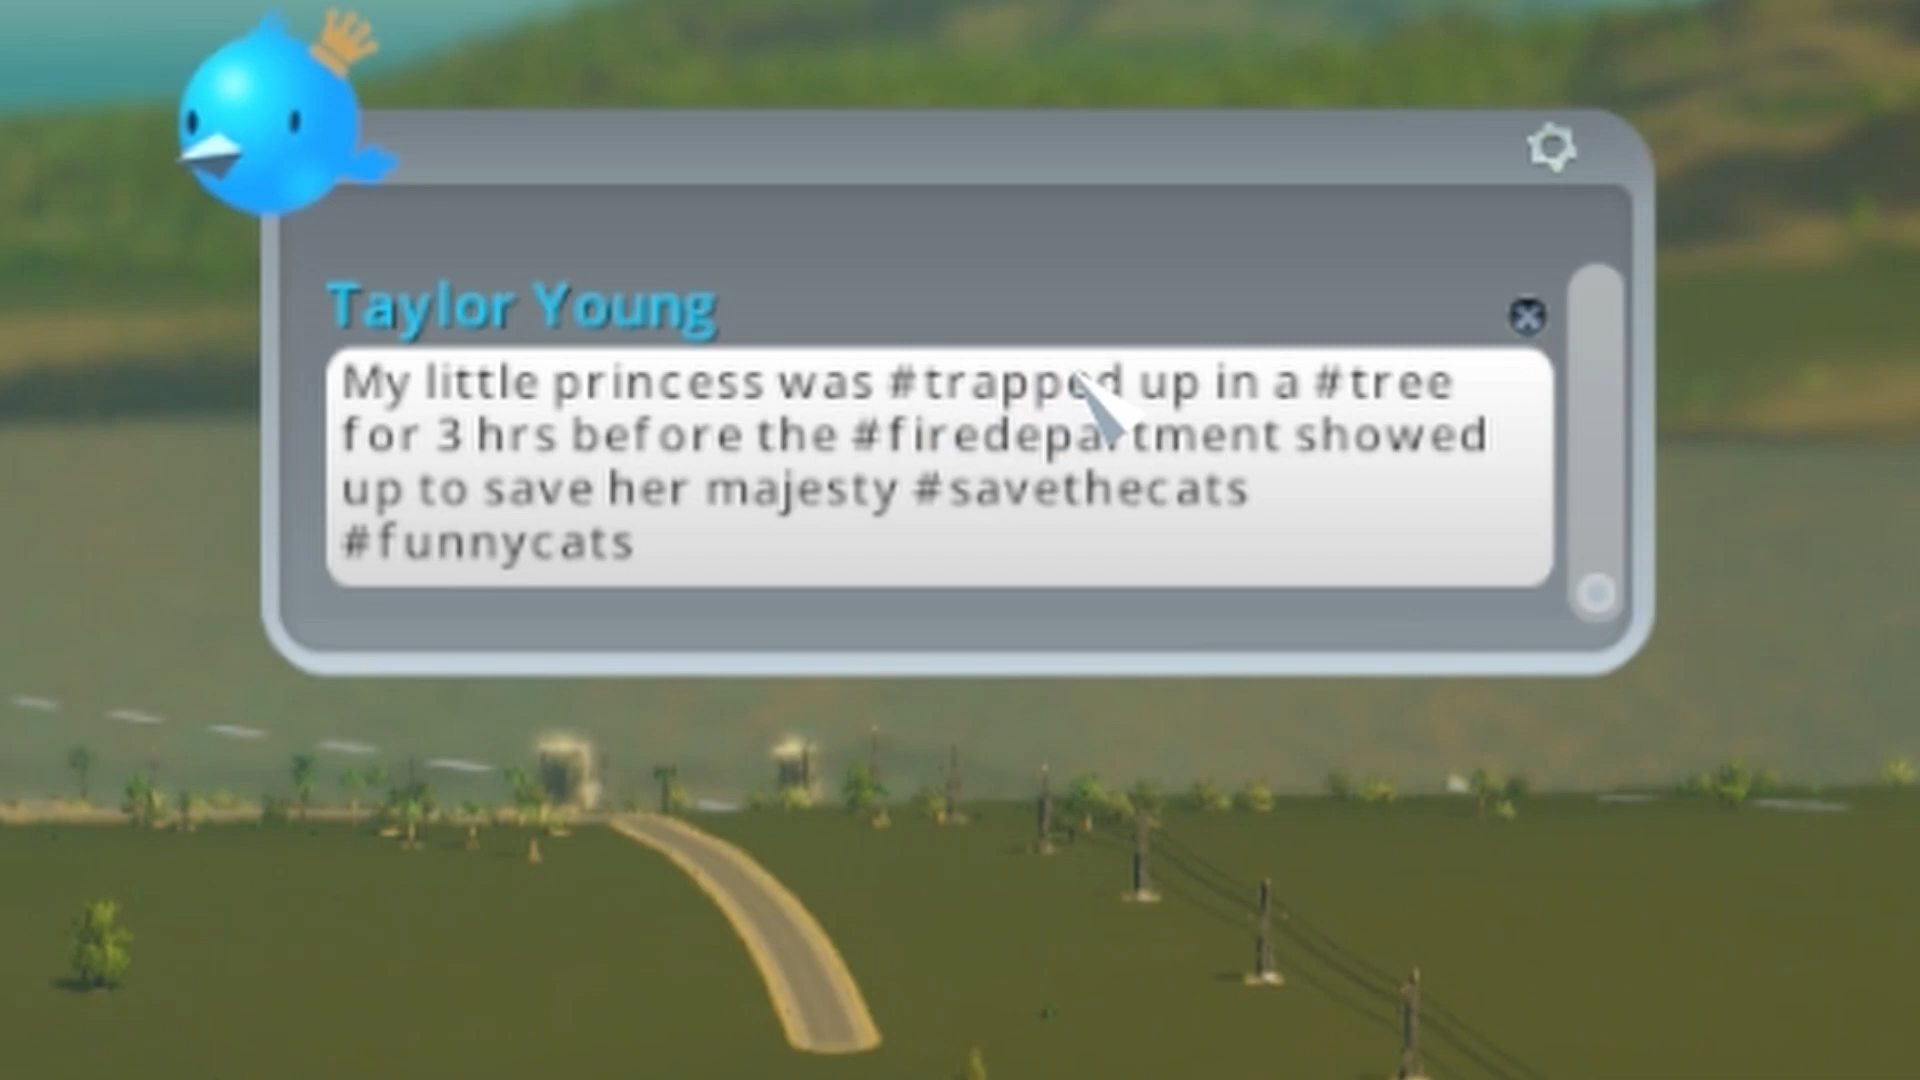 Taylor Young
My little princess was #trapped up in a #tree
for 3 hrs before the #firedepartment showed
up to save her majesty #savethecats
#funnycats